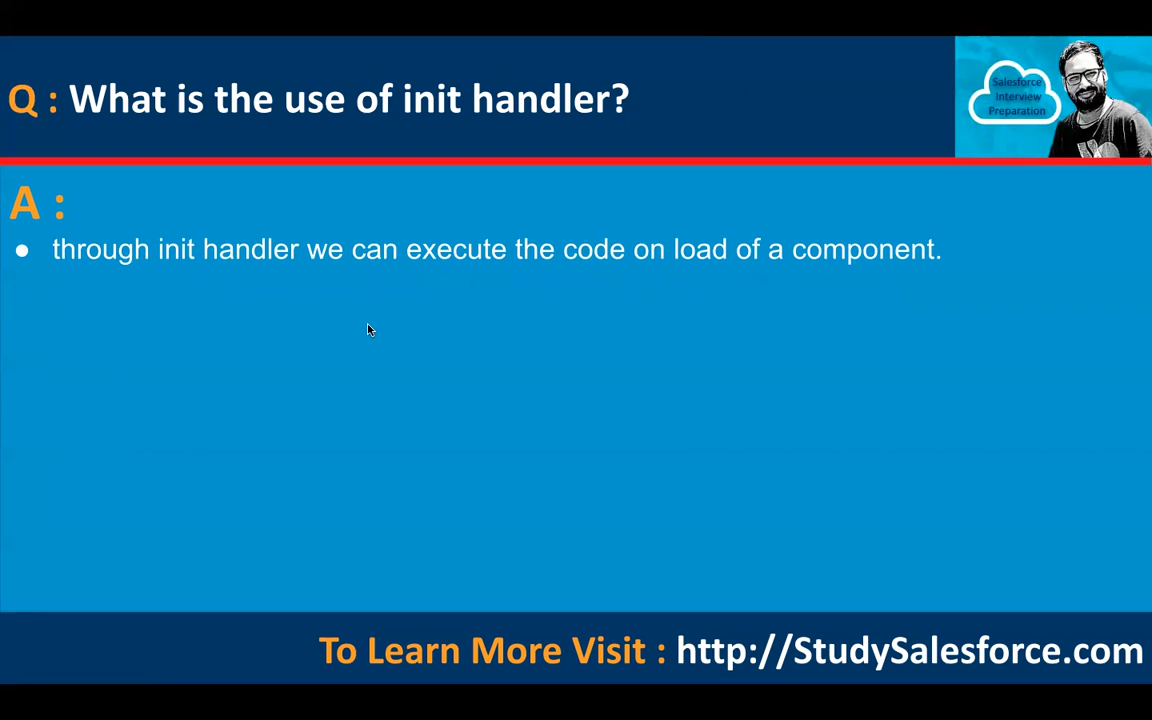 Q : What is the use of init handler?
Salesforce
Interview
Preparation
A :
● through init handler we can execute the code on load of a component.
To Learn More Visit : http://StudySalesforce.com